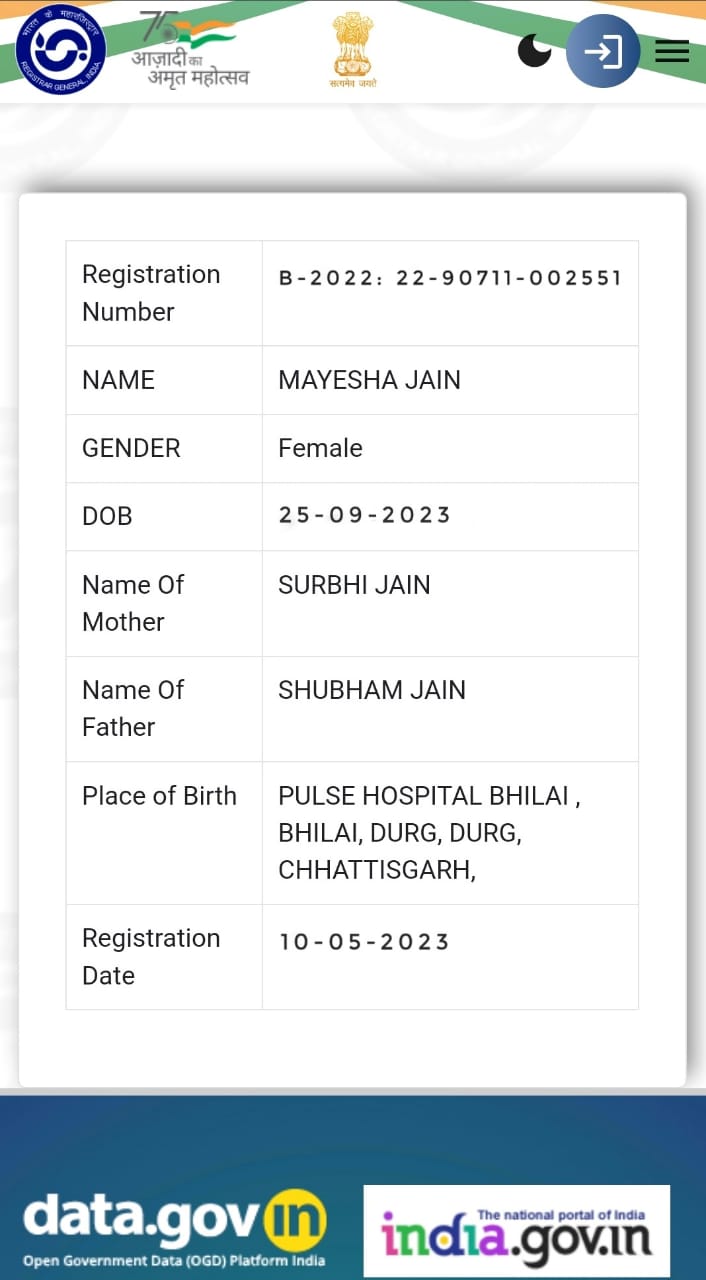 भारत के महारजिस्ट्रार
REGISTRAR GENERAL, INDIA
75
आज़ादी का
अमृत महोत्सव
सत्यमेव जयते
Registration Number
B-2022: 22-90711-002551
NAME
MAYESHA JAIN
GENDER
Female
DOB
25-09-2023
Name Of Mother
SURBHI JAIN
Name Of Father
SHUBHAM JAIN
Place of Birth
PULSE HOSPITAL BHILAI ,
BHILAI, DURG, DURG,
CHHATTISGARH,
Registration Date
10-05-2023
data.gov in
Open Government Data (OGD) Platform India
The national portal of India
india.gov.in